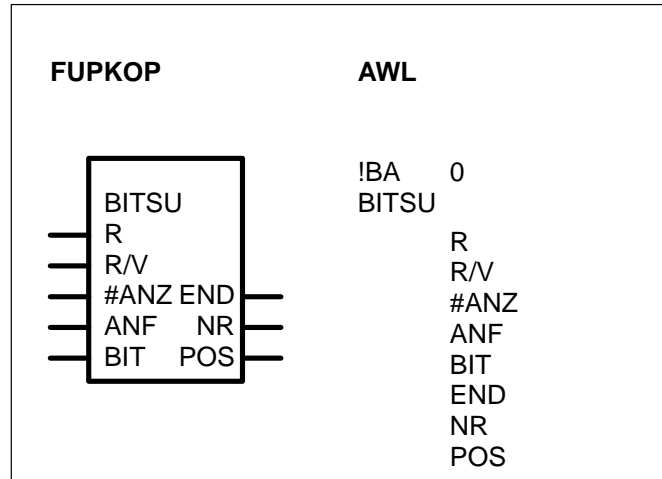 FUPKOP AWL
BITSU
R
R/V
#ANZ END
ANF NR
BIT POS
!BA 0
BITSU
R
R/V
#ANZ
ANF
BIT
END
NR
POS